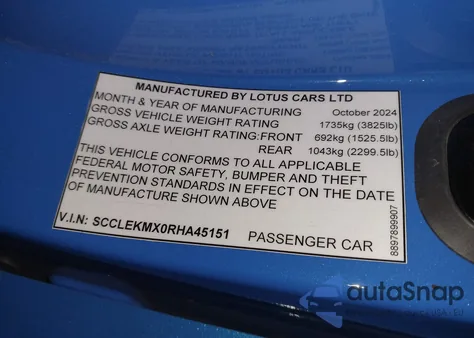 MANUFACTURED BY LOTUS CARS LTD
MONTH & YEAR OF MANUFACTURING October 2024
GROSS VEHICLE WEIGHT RATING 1735kg (3825lb)
GROSS AXLE WEIGHT RATING:FRONT 692kg (1525.5lb)
REAR 1043kg (2299.5lb)
THIS VEHICLE CONFORMS TO ALL APPLICABLE
FEDERAL MOTOR SAFETY, BUMPER AND THEFT
PREVENTION STANDARDS IN EFFECT ON THE DATE
OF MANUFACTURE SHOWN ABOVE
V.I.N: SCCLEKMX0RHA45151 PASSENGER CAR
8897899907
autoSnap